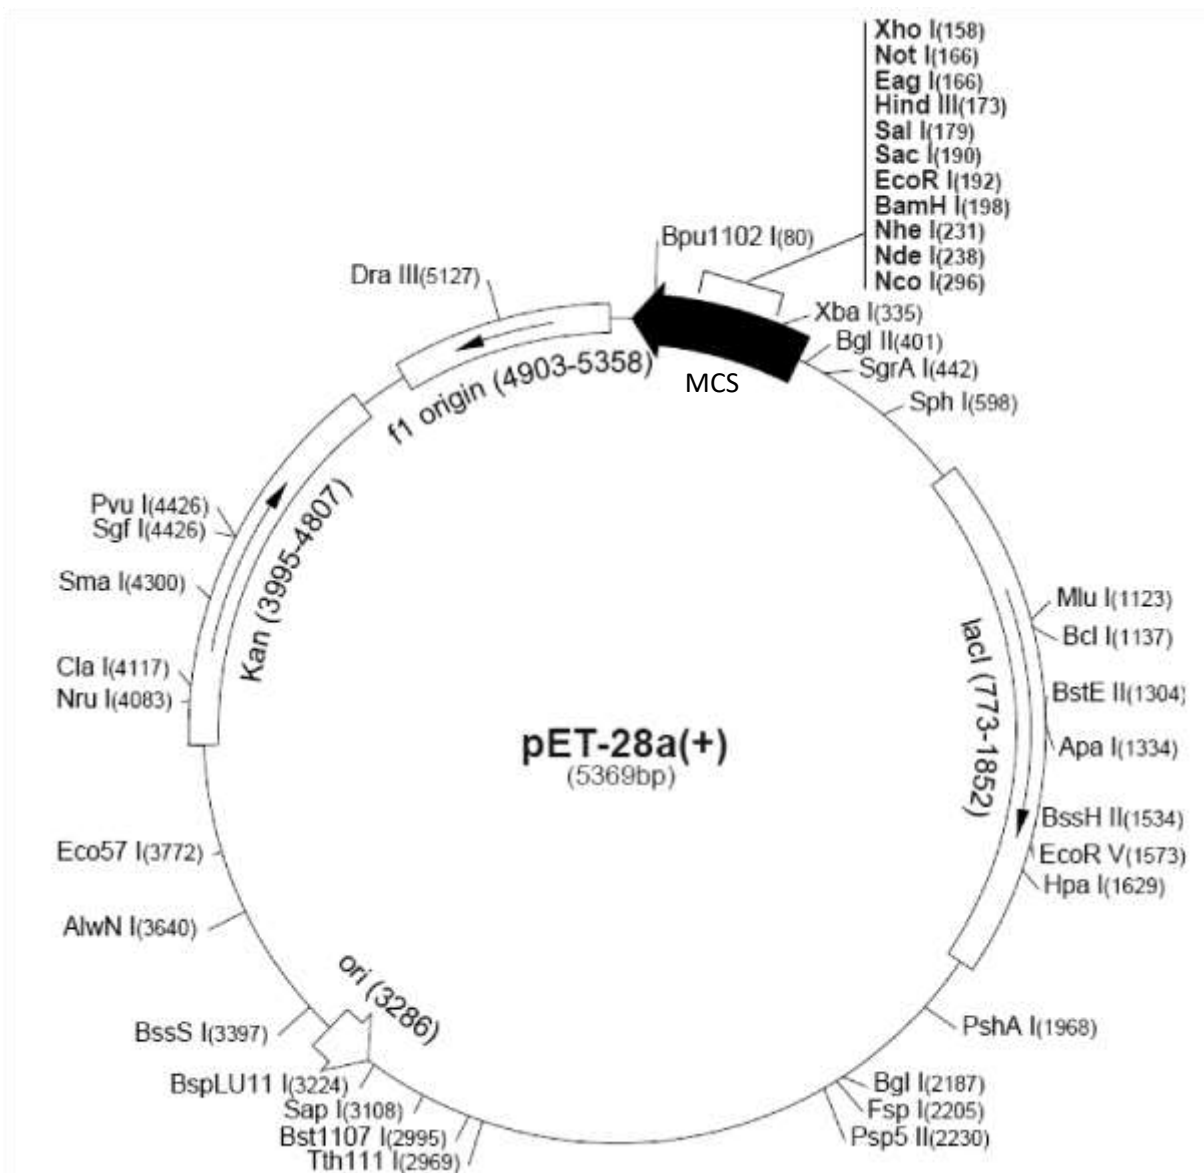 Xho I(158)
Not I(166)
Eag I(166)
Hind III(173)
Sal I(179)
Sac I(190)
EcoR I(192)
BamH I(198)
Nhe I(231)
Nde I(238)
Nco I(296)
Bpu1102 I(80)
Dra III(5127)
Xba I(335)
Bgl II(401)
SgrA I(442)
Sph I(598)
MCS
f1 origin (4903-5358)
Pvu I(4426)
Sgf I(4426)
Sma I(4300)
Kan (3995-4807)
Cla I(4117)
Nru I(4083)
lacI (773-1852)
Mlu I(1123)
Bcl I(1137)
BstE II(1304)
Apa I(1334)
BssH II(1534)
EcoR V(1573)
Hpa I(1629)
pET-28a(+)
(5369bp)
Eco57 I(3772)
AlwN I(3640)
ori (3286)
BssS I(3397)
PshA I(1968)
BspLU11 I(3224)
Sap I(3108)
Bst1107 I(2995)
Tth111 I(2969)
Bgl I(2187)
Fsp I(2205)
Psp5 II(2230)